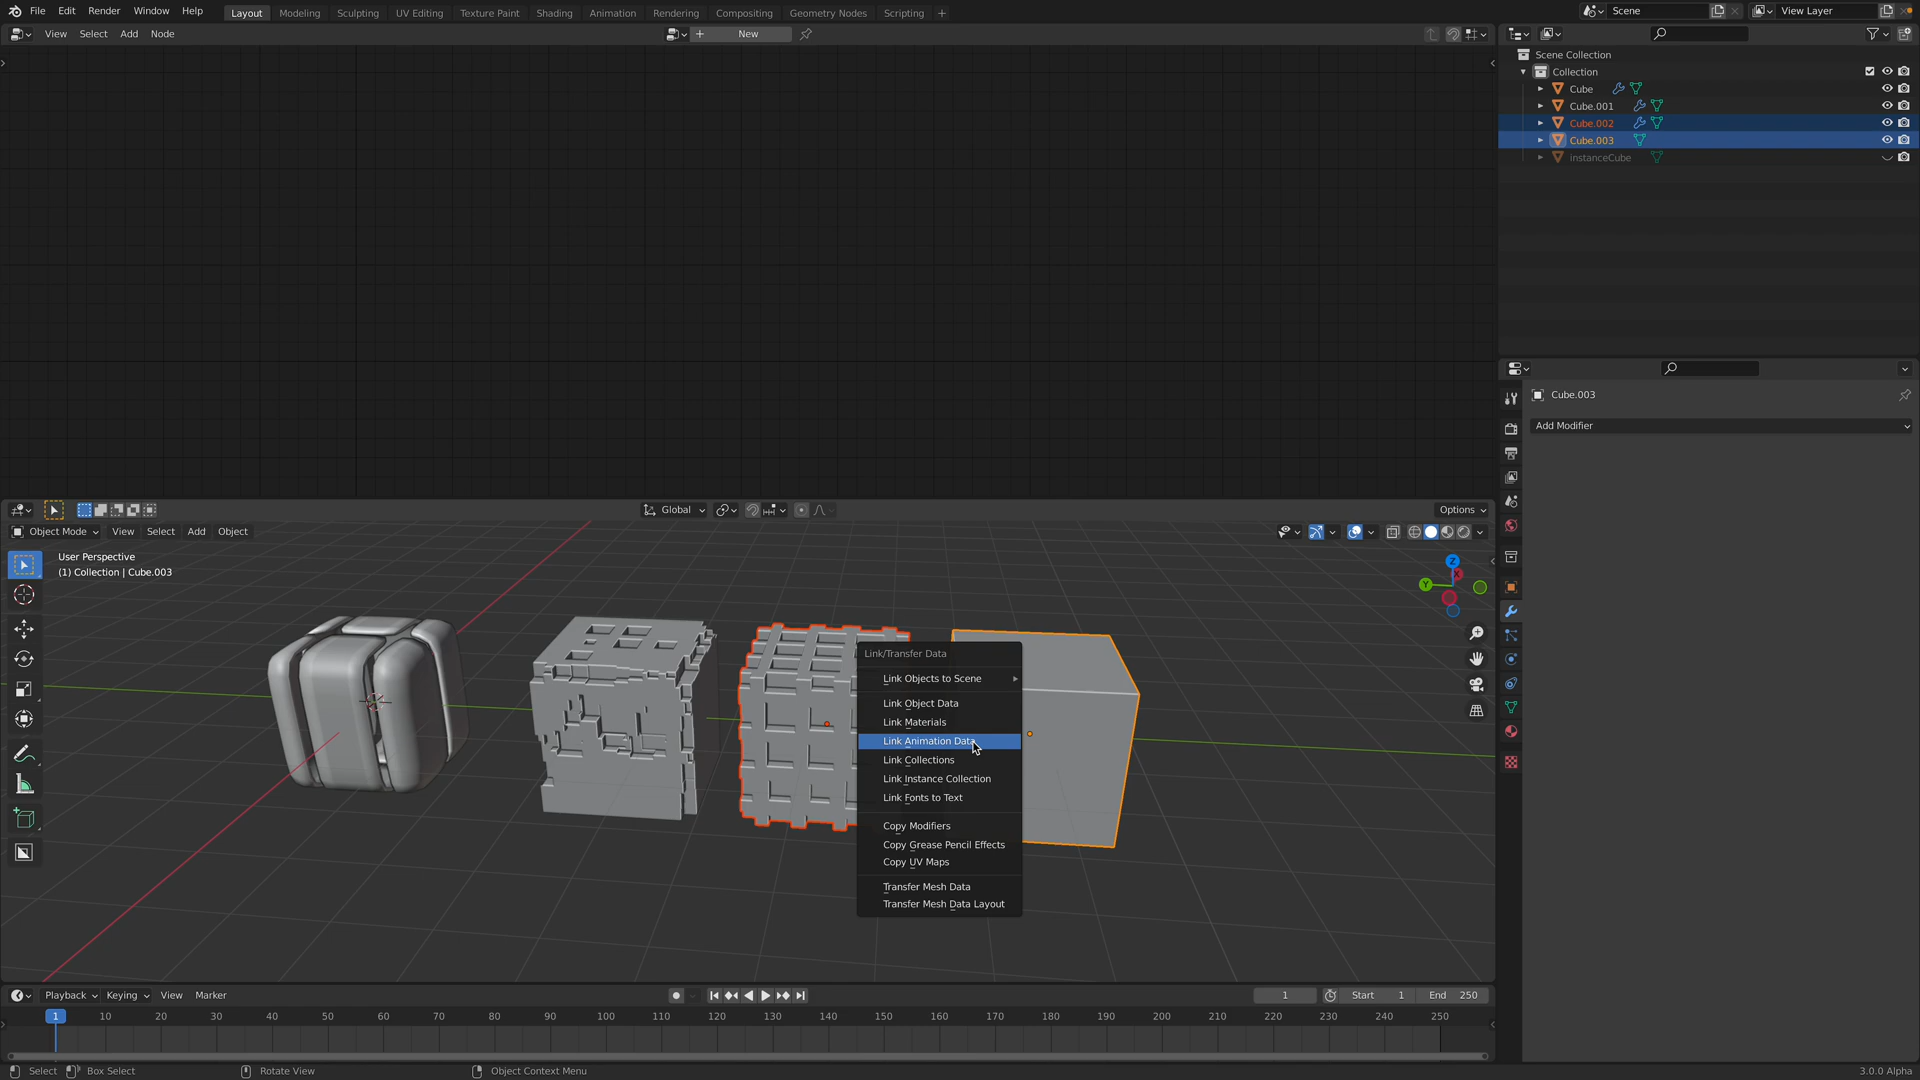 File Edit Render Window Help Layout Modeling Sculpting UV Editing Texture Paint Shading Animation Rendering Compositing Geometry Nodes Scripting + Scene View Layer
View Select Add Node New
Scene Collection
Collection
Cube
Cube.001
Cube.002
Cube.003
instanceCube
Cube.003
Add Modifier
Global Options
Object Mode View Select Add Object
User Perspective
(1) Collection | Cube.003
Z
X
Y
Link/Transfer Data
Link Objects to Scene
Link Object Data
Link Materials
Link Animation Data
Link Collections
Link Instance Collection
Link Fonts to Text
Copy Modifiers
Copy Grease Pencil Effects
Copy UV Maps
Transfer Mesh Data
Transfer Mesh Data Layout
Playback Keying View Marker 1 Start 1 End 250
1 10 20 30 40 50 60 70 80 90 100 110 120 130 140 150 160 170 180 190 200 210 220 230 240 250
Select Box Select Rotate View Object Context Menu 3.0.0 Alpha